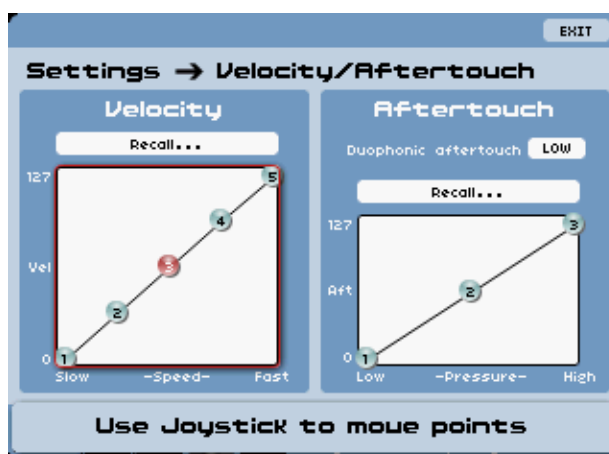 EXIT
Settings → Velocity/Aftertouch
Velocity
Recall...
127
5
4
Vel
3
2
0
1
Slow
-Speed-
Fast
Aftertouch
Duophonic aftertouch LOW
Recall...
127
3
Aft
2
0
1
Low
-Pressure-
High
Use Joystick to move points